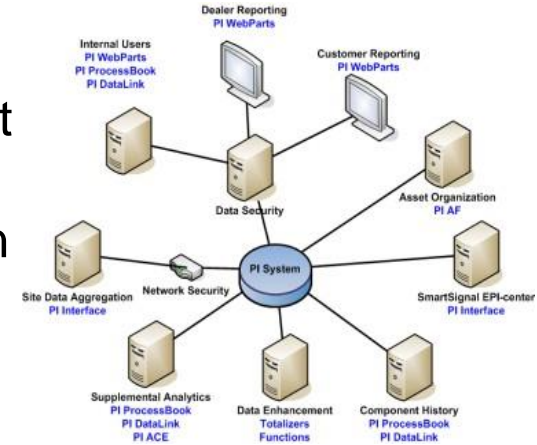 Dealer Reporting
PI WebParts
Internal Users
PI WebParts
PI ProcessBook
PI DataLink
Customer Reporting
PI WebParts
t
Data Security
Asset Organization
PI AF
n
PI System
Site Data Aggregation
PI Interface
Network Security
SmartSignal EPI-center
PI Interface
Supplemental Analytics
PI ProcessBook
PI DataLink
PI ACE
Data Enhancement
Totalizers
Functions
Component History
PI ProcessBook
PI DataLink